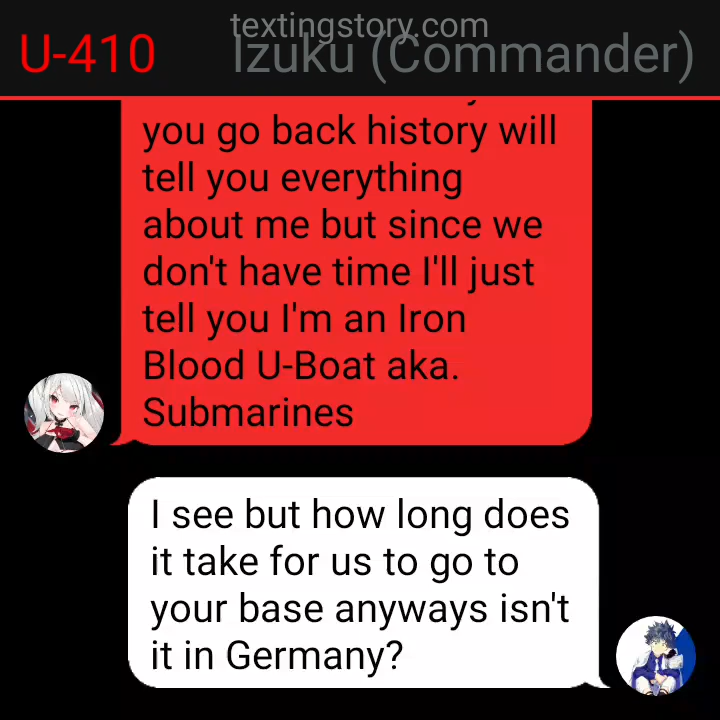 textingstory.com
U-410 Izuku (Commander)
you go back history will
tell you everything
about me but since we
don't have time I'll just
tell you I'm an Iron
Blood U-Boat aka.
Submarines
I see but how long does
it take for us to go to
your base anyways isn't
it in Germany?